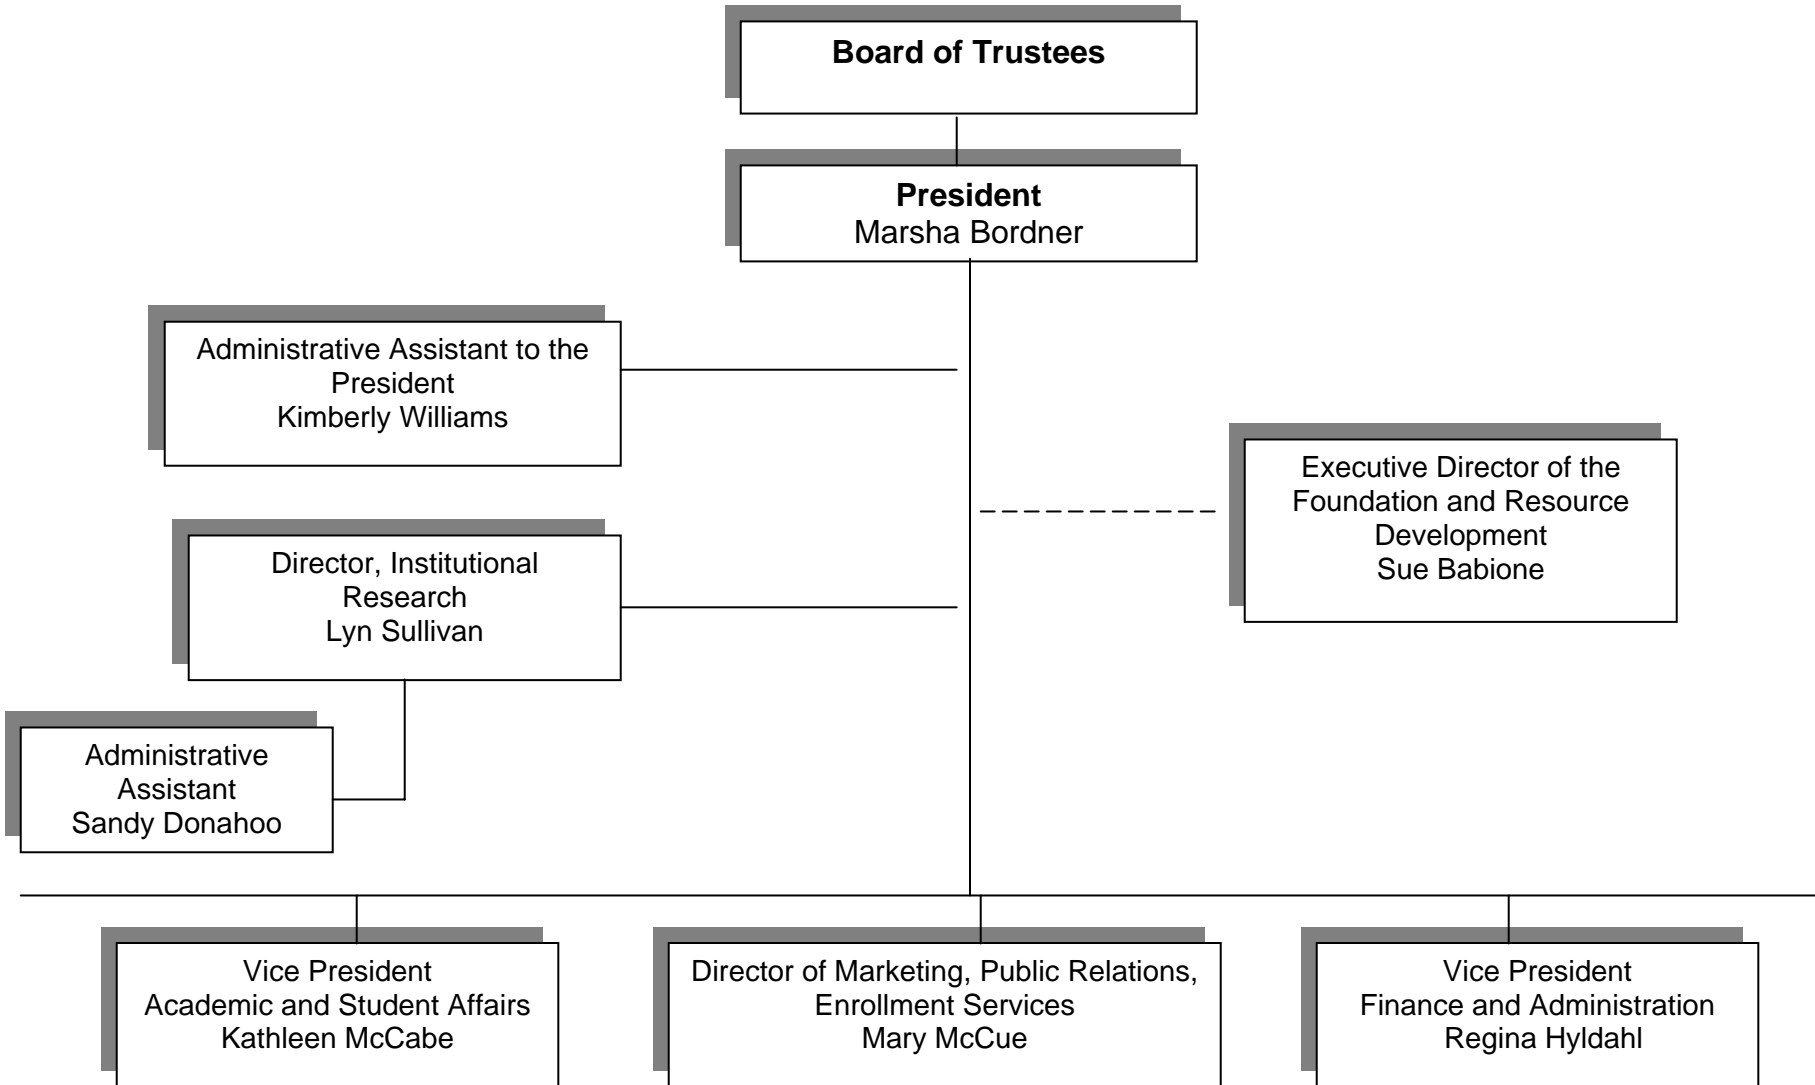 Board of Trustees
President
Marsha Bordner
Administrative Assistant to the
President
Kimberly Williams
Executive Director of the
Foundation and Resource
Development
Sue Babione
Director, Institutional
Research
Lyn Sullivan
Administrative
Assistant
Sandy Donahoo
Vice President
Academic and Student Affairs
Kathleen McCabe
Director of Marketing, Public Relations,
Enrollment Services
Mary McCue
Vice President
Finance and Administration
Regina Hyldahl